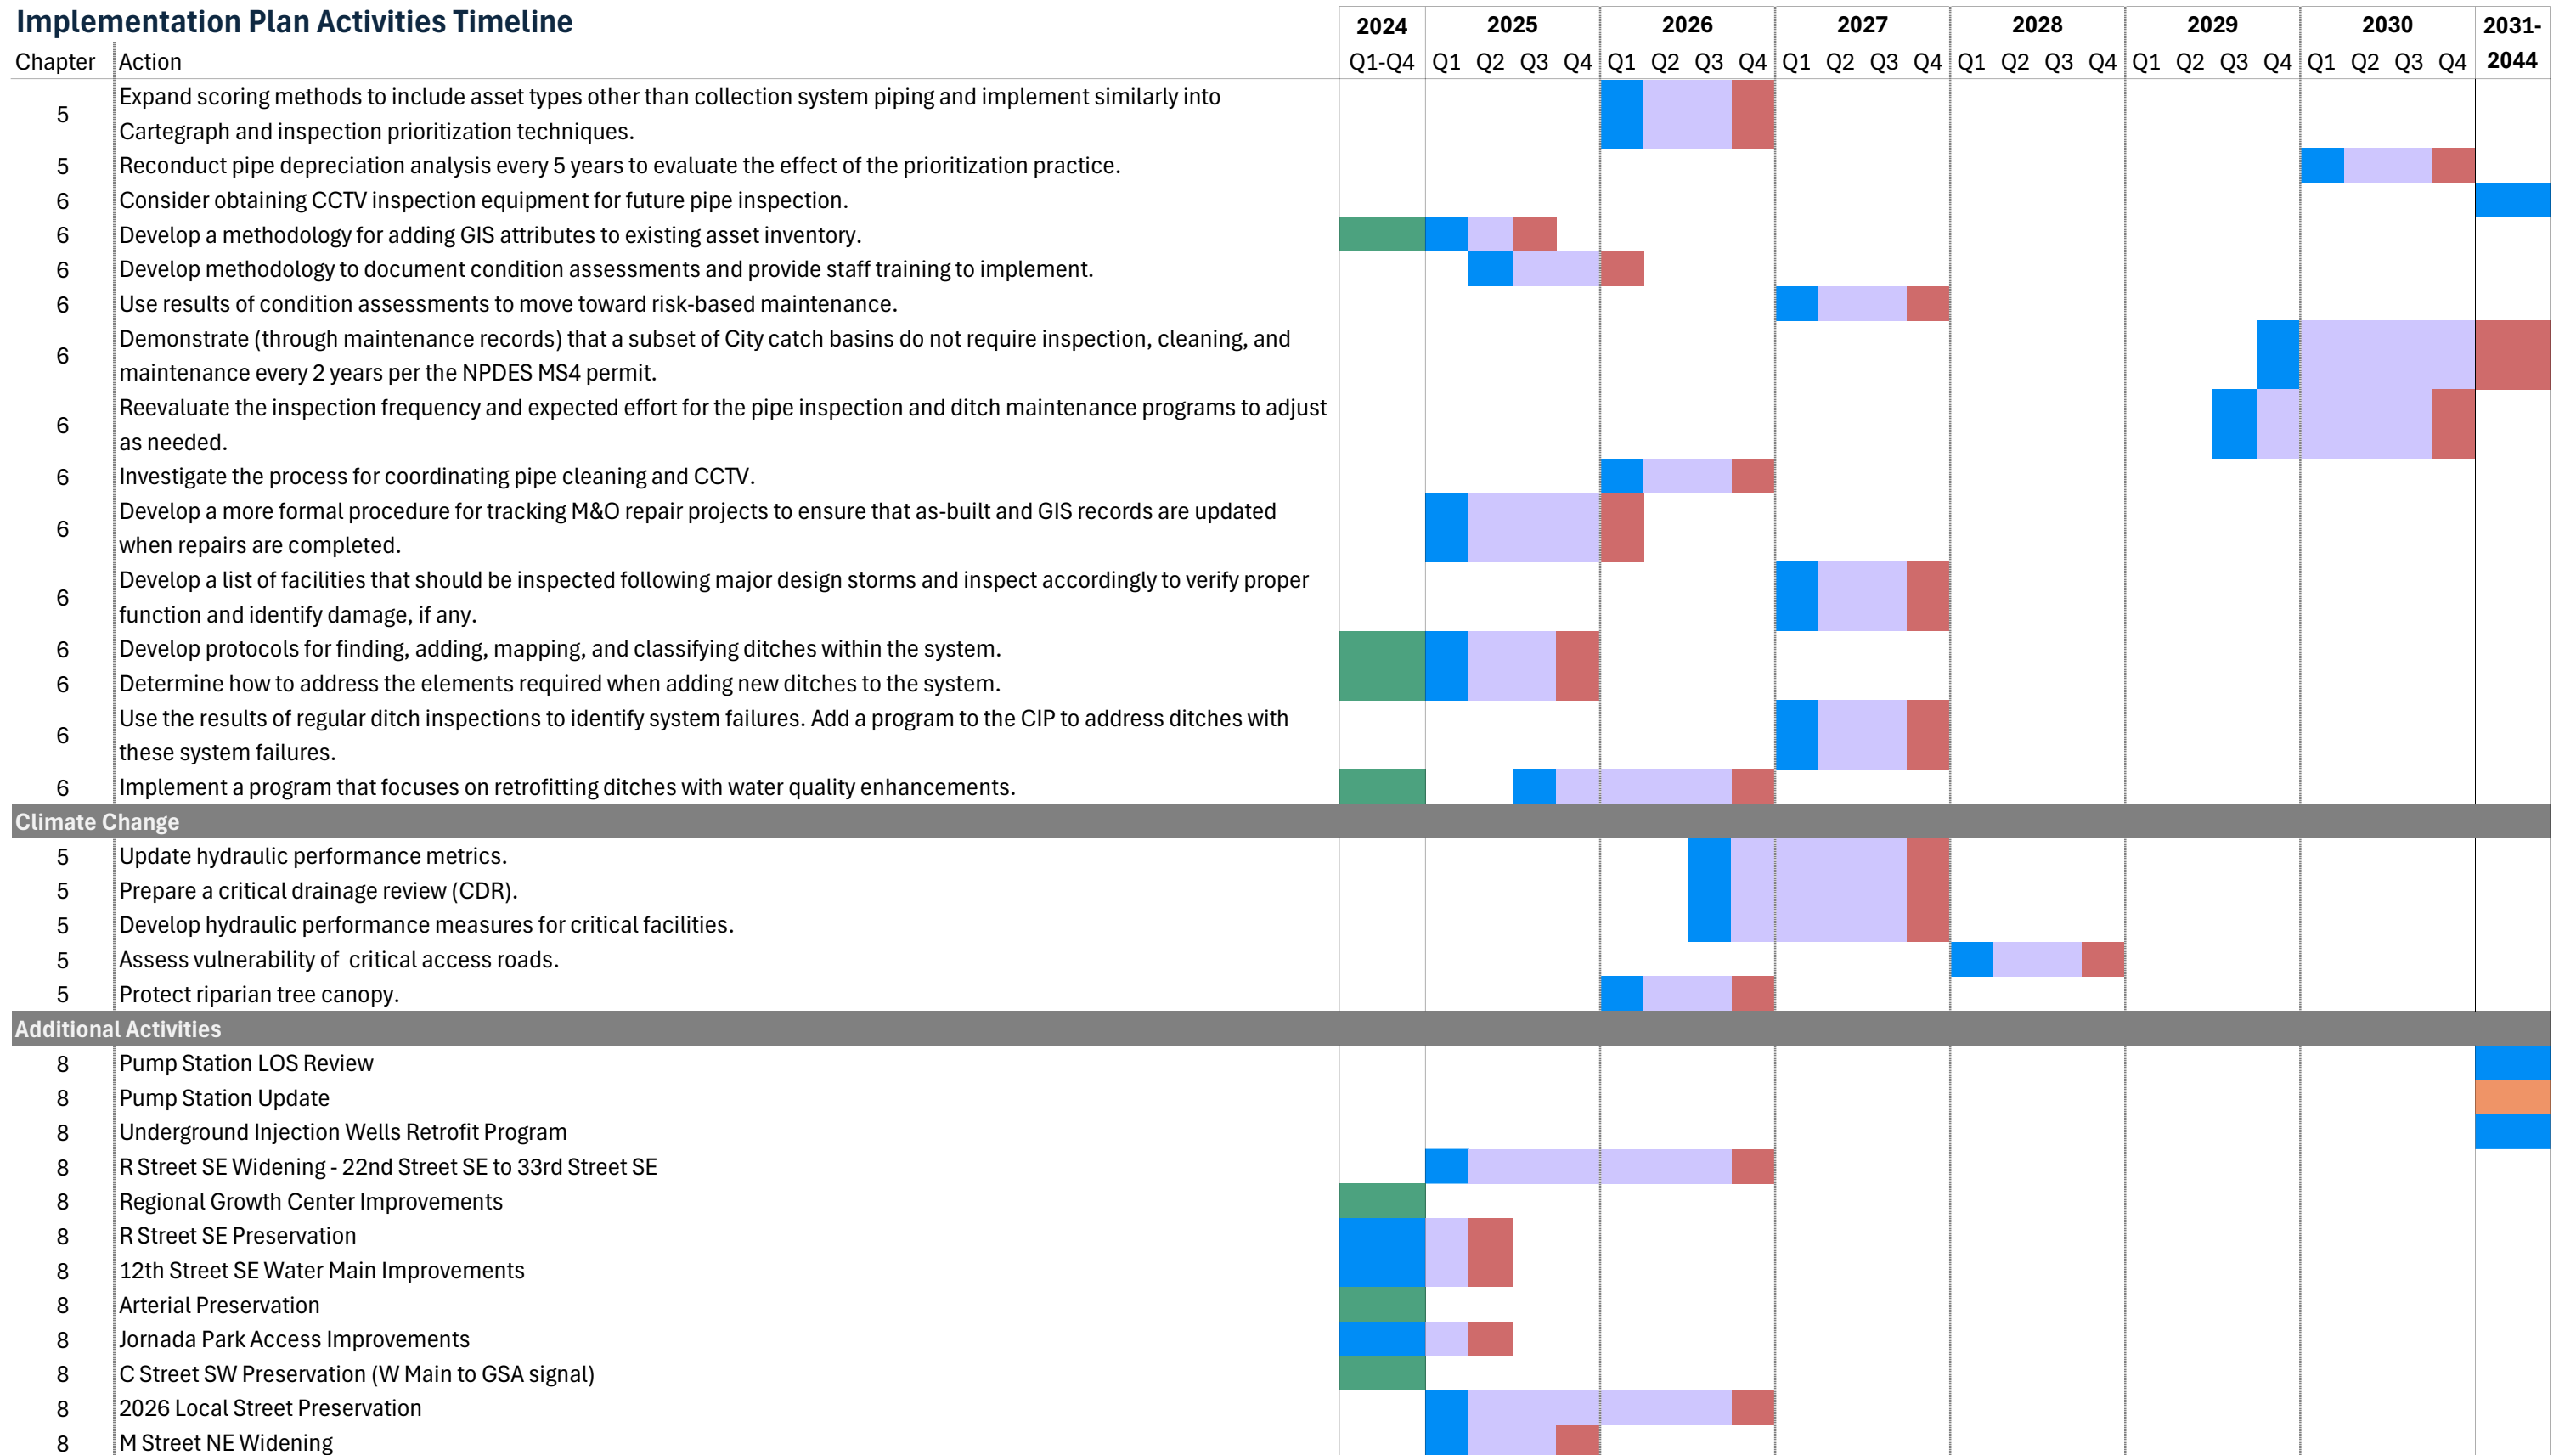 Implementation Plan Activities Timeline
2024 2025 2026 2027 2028 2029 2030 2031-
Chapter Action Q1-Q4 Q1 Q2 Q3 Q4 Q1 Q2 Q3 Q4 Q1 Q2 Q3 Q4 Q1 Q2 Q3 Q4 Q1 Q2 Q3 Q4 Q1 Q2 Q3 Q4 2044
5 Expand scoring methods to include asset types other than collection system piping and implement similarly into
Cartegraph and inspection prioritization techniques.
5 Reconduct pipe depreciation analysis every 5 years to evaluate the effect of the prioritization practice.
6 Consider obtaining CCTV inspection equipment for future pipe inspection.
6 Develop a methodology for adding GIS attributes to existing asset inventory.
6 Develop methodology to document condition assessments and provide staff training to implement.
6 Use results of condition assessments to move toward risk-based maintenance.
6 Demonstrate (through maintenance records) that a subset of City catch basins do not require inspection, cleaning, and
maintenance every 2 years per the NPDES MS4 permit.
6 Reevaluate the inspection frequency and expected effort for the pipe inspection and ditch maintenance programs to adjust
as needed.
6 Investigate the process for coordinating pipe cleaning and CCTV.
6 Develop a more formal procedure for tracking M&O repair projects to ensure that as-built and GIS records are updated
when repairs are completed.
6 Develop a list of facilities that should be inspected following major design storms and inspect accordingly to verify proper
function and identify damage, if any.
6 Develop protocols for finding, adding, mapping, and classifying ditches within the system.
6 Determine how to address the elements required when adding new ditches to the system.
6 Use the results of regular ditch inspections to identify system failures. Add a program to the CIP to address ditches with
these system failures.
6 Implement a program that focuses on retrofitting ditches with water quality enhancements.
Climate Change
5 Update hydraulic performance metrics.
5 Prepare a critical drainage review (CDR).
5 Develop hydraulic performance measures for critical facilities.
5 Assess vulnerability of critical access roads.
5 Protect riparian tree canopy.
Additional Activities
8 Pump Station LOS Review
8 Pump Station Update
8 Underground Injection Wells Retrofit Program
8 R Street SE Widening - 22nd Street SE to 33rd Street SE
8 Regional Growth Center Improvements
8 R Street SE Preservation
8 12th Street SE Water Main Improvements
8 Arterial Preservation
8 Jornada Park Access Improvements
8 C Street SW Preservation (W Main to GSA signal)
8 2026 Local Street Preservation
8 M Street NE Widening